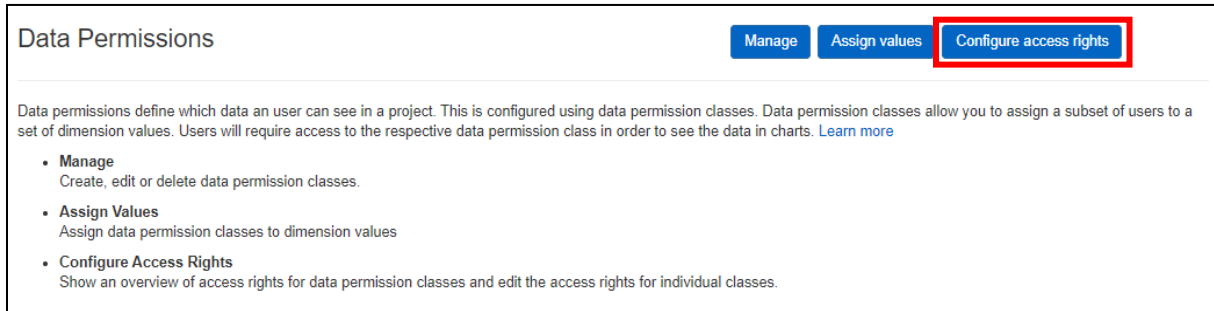 Data Permissions
Manage
Assign values
Configure access rights
Data permissions define which data an user can see in a project. This is configured using data permission classes. Data permission classes allow you to assign a subset of users to a
set of dimension values. Users will require access to the respective data permission class in order to see the data in charts. Learn more
• Manage
Create, edit or delete data permission classes.
• Assign Values
Assign data permission classes to dimension values
• Configure Access Rights
Show an overview of access rights for data permission classes and edit the access rights for individual classes.